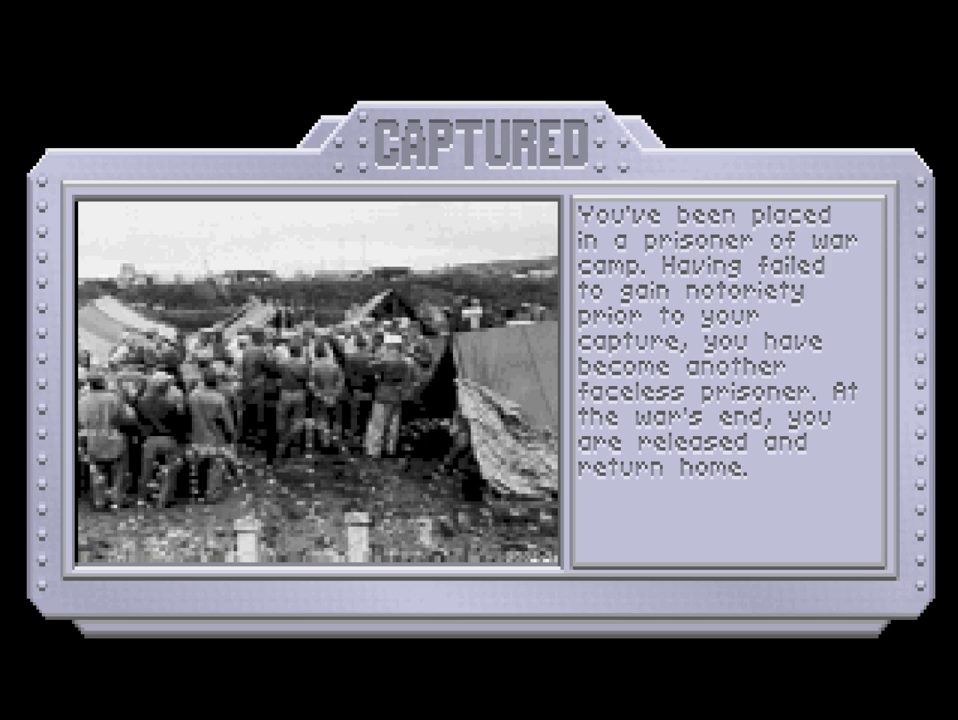 CAPTURED
You've been placed
in a prisoner of war
camp. Having failed
to gain notoriety
prior to your
capture, you have
become another
faceless prisoner. At
the war's end, you
are released and
return home.